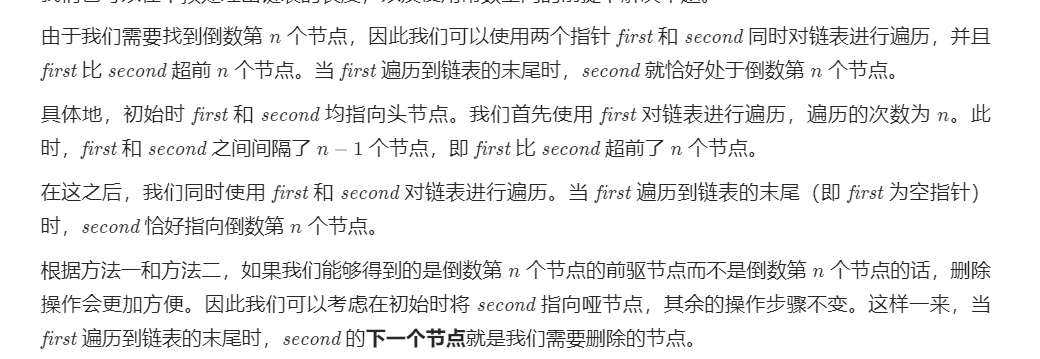 由于我们需要找到倒数第 n 个节点，因此我们可以使用两个指针 first 和 second 同时对链表进行遍历，并且
first 比 second 超前 n 个节点。当 first 遍历到链表的末尾时，second 就恰好处于倒数第 n 个节点。
具体地，初始时 first 和 second 均指向头节点。我们首先使用 first 对链表进行遍历，遍历的次数为 n。此
时，first 和 second 之间间隔了 n − 1 个节点，即 first 比 second 超前了 n 个节点。
在这之后，我们同时使用 first 和 second 对链表进行遍历。当 first 遍历到链表的末尾（即 first 为空指针）
时，second 恰好指向倒数第 n 个节点。
根据方法一和方法二，如果我们能够得到的是倒数第 n 个节点的前驱节点而不是倒数第 n 个节点的话，删除
操作会更加方便。因此我们可以考虑在初始时将 second 指向哑节点，其余的操作步骤不变。这样一来，当
first 遍历到链表的末尾时，second 的下一个节点就是我们需要删除的节点。